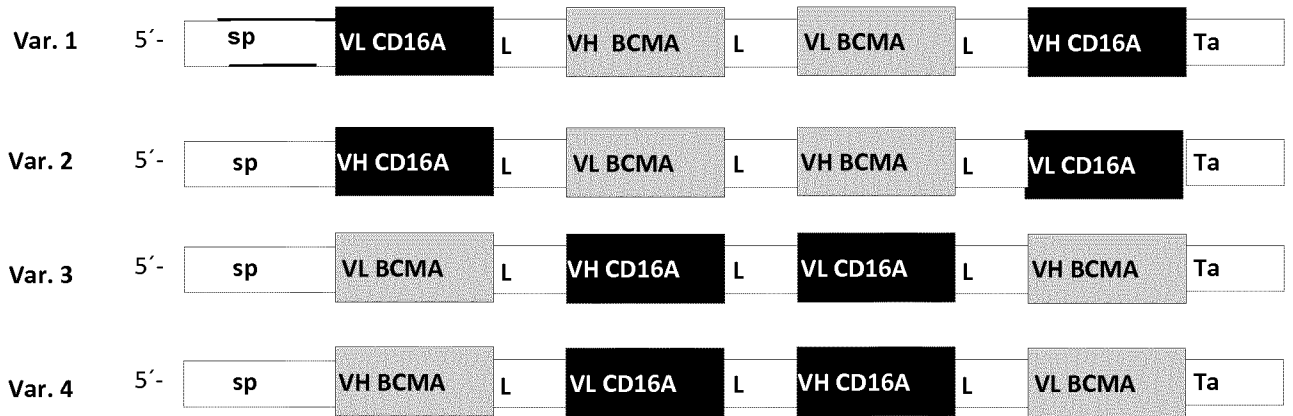 Var. 1 5´- sp VL CD16A L VH BCMA L VL BCMA L VH CD16A Ta
Var. 2 5´- sp VH CD16A L VL BCMA L VH BCMA L VL CD16A Ta
Var. 3 5´- sp VL BCMA L VH CD16A L VL CD16A L VH BCMA Ta
Var. 4 5´- sp VH BCMA L VL CD16A L VH CD16A L VL BCMA Ta